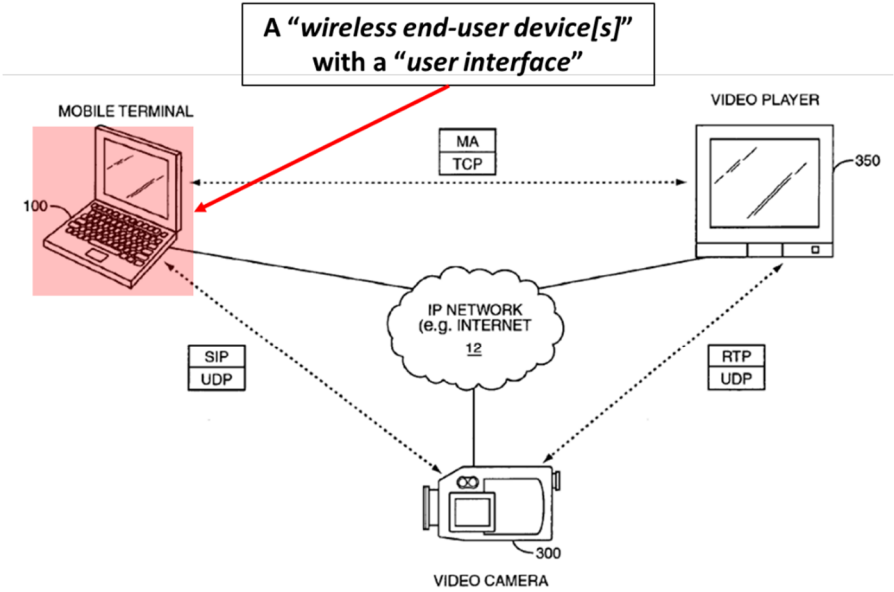 A “wireless end-user device[s]”
with a “user interface”
MOBILE TERMINAL
VIDEO PLAYER
MA
TCP
350
100
IP NETWORK
(e.g. INTERNET
12
SIP
UDP
RTP
UDP
300
VIDEO CAMERA